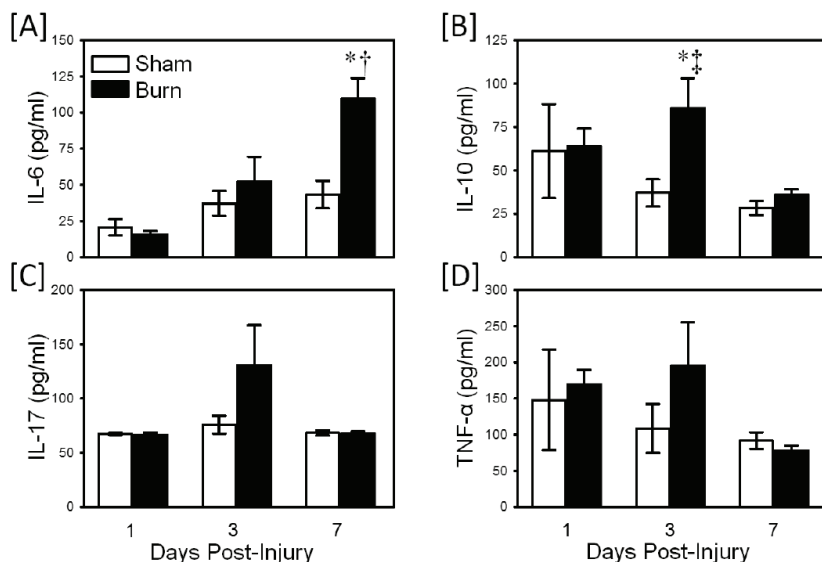 [A]
150
125
100
75
50
25
0
IL-6 (pg/ml)
Sham
Burn
*†
[B]
125
100
75
50
25
0
IL-10 (pg/ml)
*‡
[C]
200
150
100
50
0
IL-17 (pg/ml)
1 3 7
Days Post-Injury
[D]
300
250
200
150
100
50
0
TNF-α (pg/ml)
1 3 7
Days Post-Injury